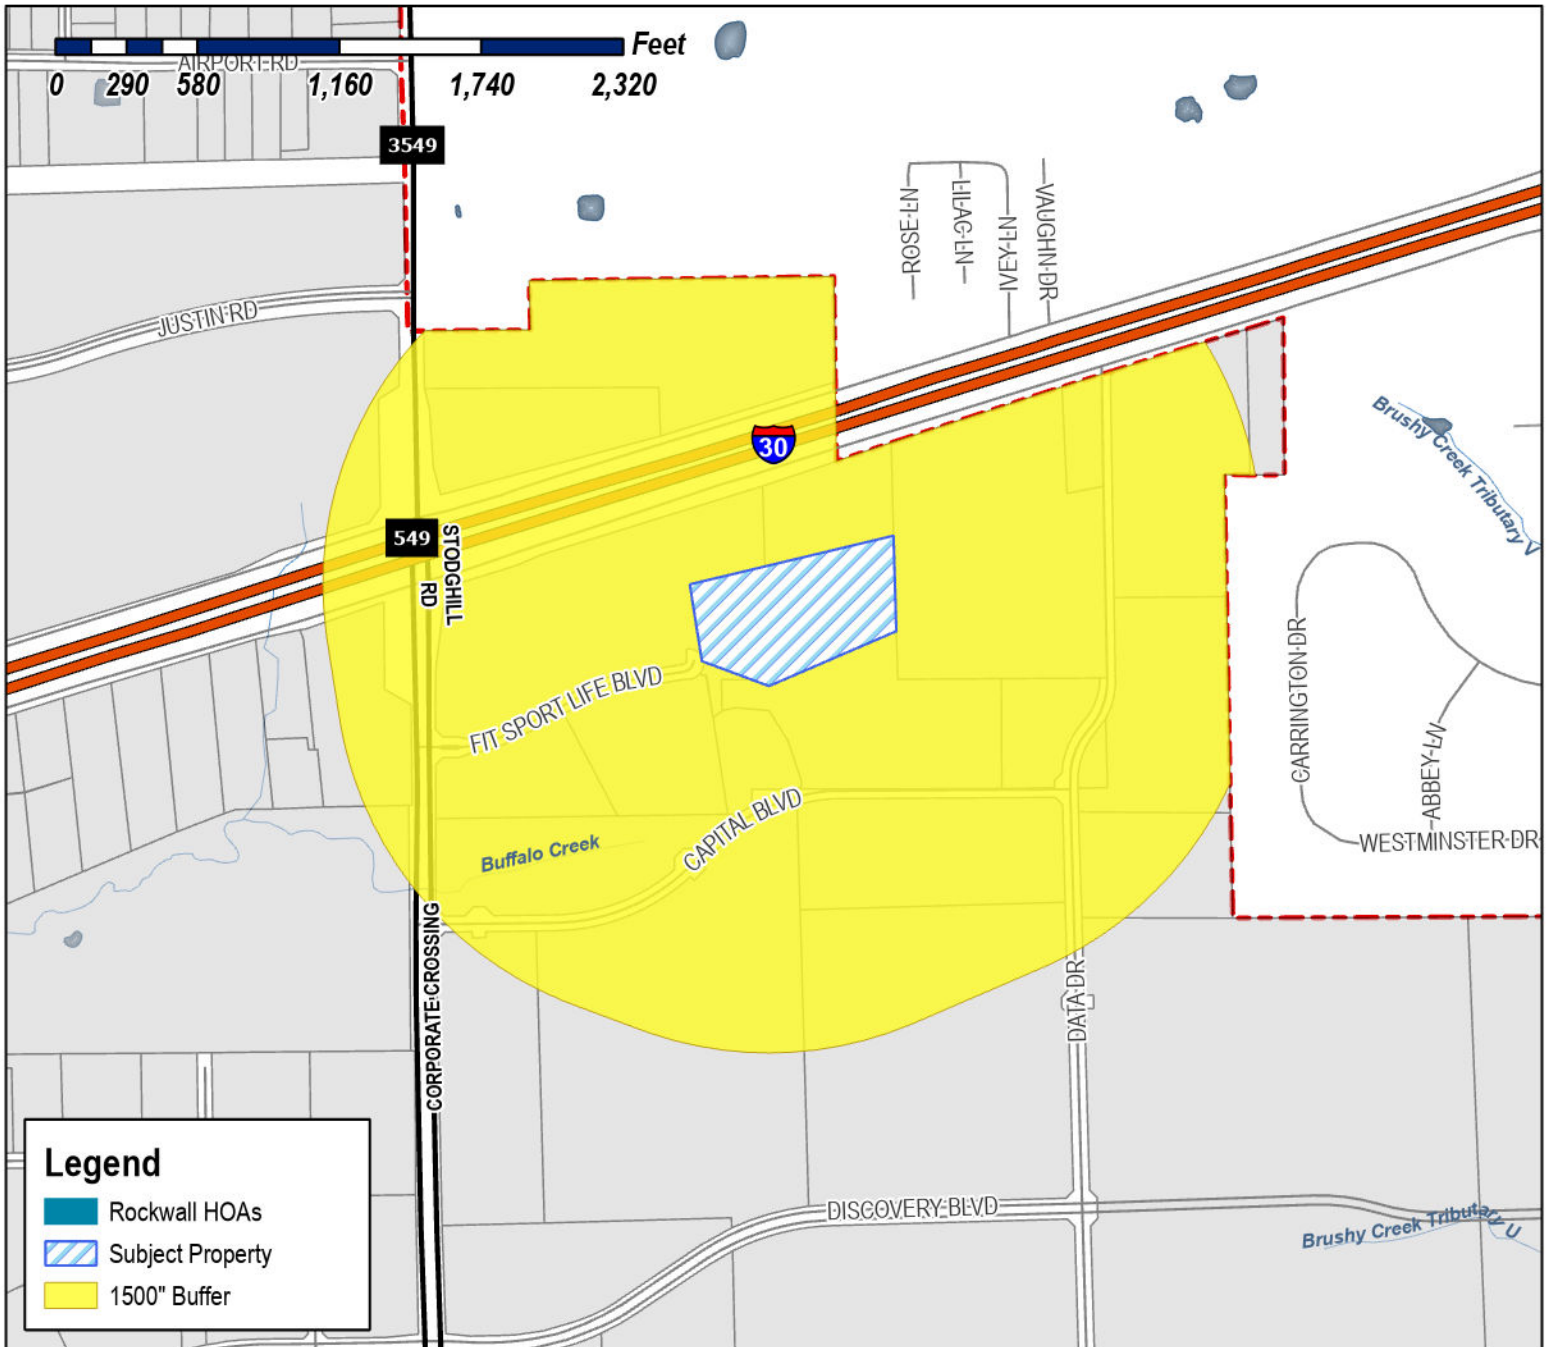 Feet
0 290 580 1,160 1,740 2,320
AIRPORT RD
3549
ROSE LN
LILAC LN
IVEY LN
VAUGHN DR
JUSTIN RD
30
Brushy Creek Tributary V
549
STODGHILL
RD
FIT SPORT LIFE BLVD
CARRINGTON DR
ABBEY LN
WESTMINSTER DR
CAPITAL BLVD
Buffalo Creek
CORPORATE CROSSING
DATA DR
DISCOVERY BLVD
Brushy Creek Tributary U
Legend
Rockwall HOAs
Subject Property
1500" Buffer